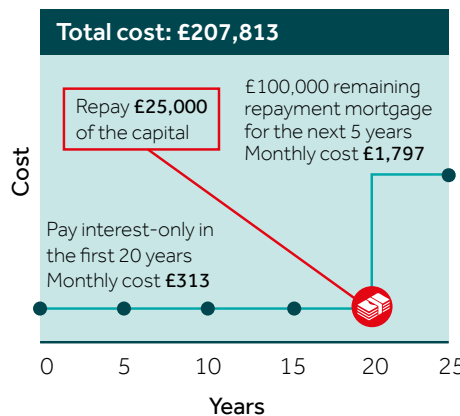 Total cost: £207,813
Repay £25,000
of the capital
£100,000 remaining
repayment mortgage
for the next 5 years
Monthly cost £1,797
Cost
Pay interest-only in
the first 20 years
Monthly cost £313
0 5 10 15 20 25
Years